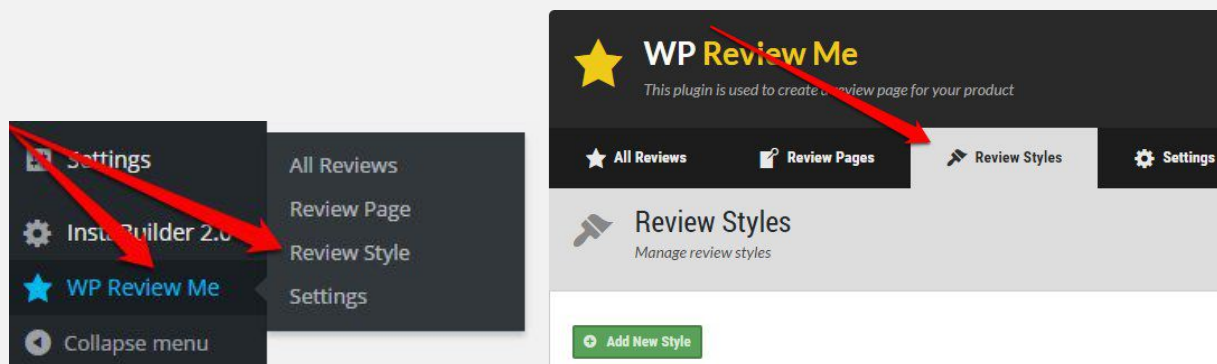 Settings
InstaBuilder 2.0
WP Review Me
Collapse menu
All Reviews
Review Page
Review Style
Settings
WP Review Me
This plugin is used to create a review page for your product
All Reviews
Review Pages
Review Styles
Settings
Review Styles
Manage review styles
Add New Style